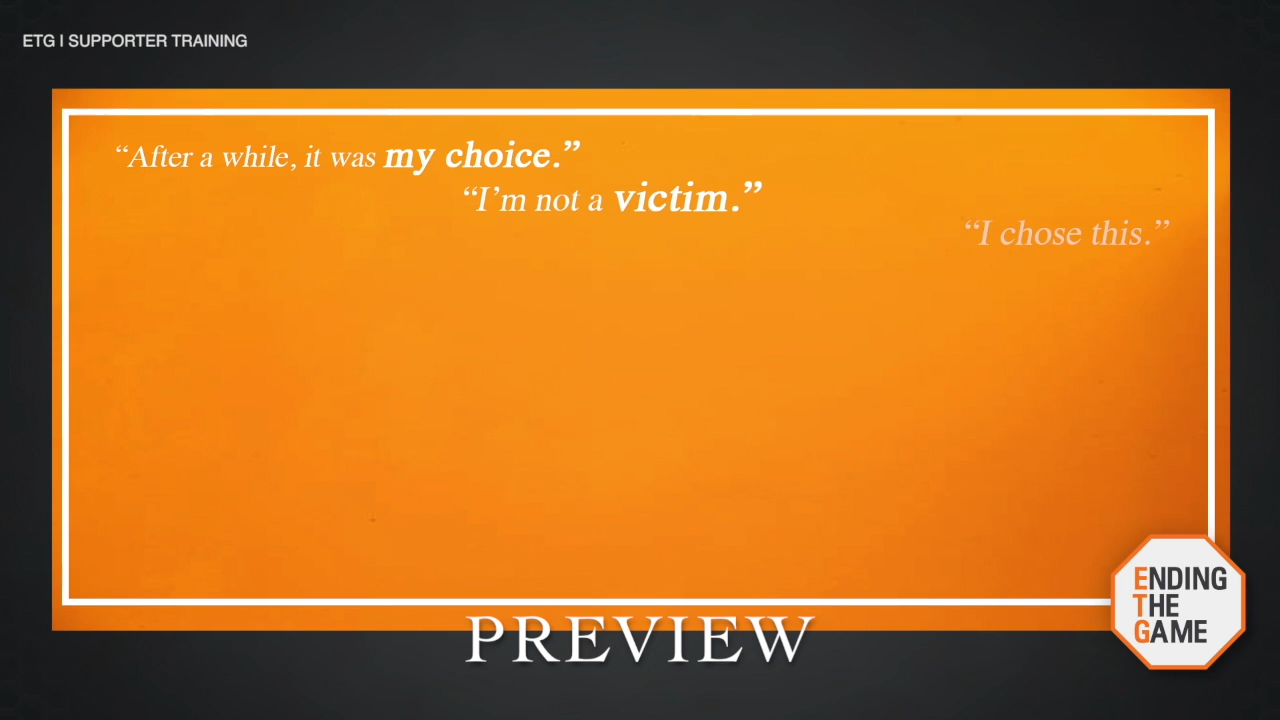 ETG | SUPPORTER TRAINING
“After a while, it was my choice.”
“I’m not a victim.”
“I chose this.”
PREVIEW
ENDING
THE
GAME